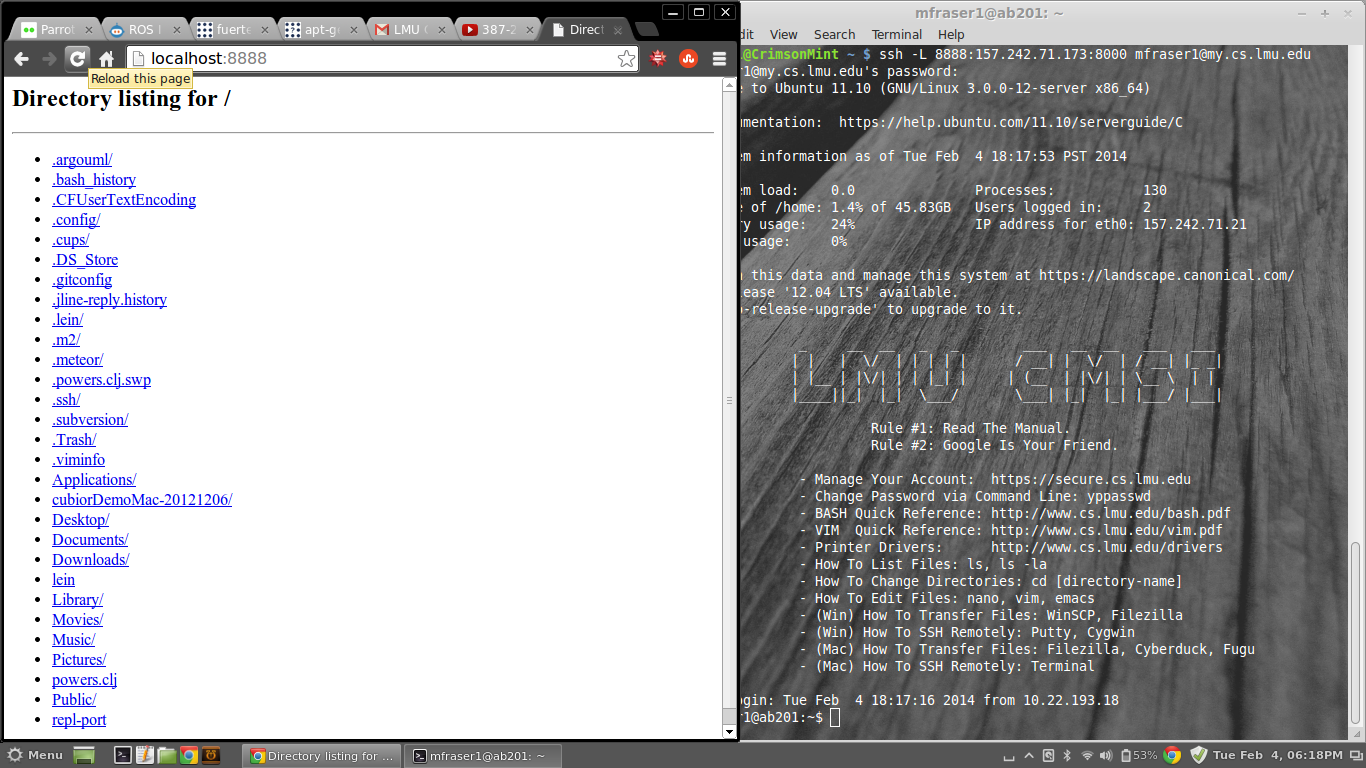 Parrot
ROS
fuerte
apt-ge
LMU
387-2
Direct
localhost:8888
Reload this page
Directory listing for /
.argouml/
.bash_history
.CFUserTextEncoding
.config/
.cups/
.DS_Store
.gitconfig
.jline-reply.history
.lein/
.m2/
.meteor/
.powers.clj.swp
.ssh/
.subversion/
.Trash/
.viminfo
Applications/
cubiorDemoMac-20121206/
Desktop/
Documents/
Downloads/
lein
Library/
Movies/
Music/
Pictures/
powers.clj
Public/
repl-port
mfraser1@ab201: ~
dit View Search Terminal Help
@CrimsonMint ~ $ ssh -L 8888:157.242.71.173:8000 mfraser1@my.cs.lmu.edu
r1@my.cs.lmu.edu's password:
e to Ubuntu 11.10 (GNU/Linux 3.0.0-12-server x86_64)
mentation: https://help.ubuntu.com/11.10/serverguide/C
em information as of Tue Feb 4 18:17:53 PST 2014
em load: 0.0 Processes: 130
e of /home: 1.4% of 45.83GB Users logged in: 2
ry usage: 24% IP address for eth0: 157.242.71.21
usage: 0%
h this data and manage this system at https://landscape.canonical.com/
lease '12.04 LTS' available.
o-release-upgrade' to upgrade to it.
LMU CMSI
Rule #1: Read The Manual.
Rule #2: Google Is Your Friend.
- Manage Your Account: https://secure.cs.lmu.edu
- Change Password via Command Line: yppasswd
- BASH Quick Reference: http://www.cs.lmu.edu/bash.pdf
- VIM Quick Reference: http://www.cs.lmu.edu/vim.pdf
- Printer Drivers: http://www.cs.lmu.edu/drivers
- How To List Files: ls, ls -la
- How To Change Directories: cd [directory-name]
- How To Edit Files: nano, vim, emacs
- (Win) How To Transfer Files: WinSCP, Filezilla
- (Win) How To SSH Remotely: Putty, Cygwin
- (Mac) How To Transfer Files: Filezilla, Cyberduck, Fugu
- (Mac) How To SSH Remotely: Terminal
ogin: Tue Feb 4 18:17:16 2014 from 10.22.193.18
r1@ab201:~$
Menu
Directory listing for ...
mfraser1@ab201: ~
53%
Tue Feb 4, 06:18PM